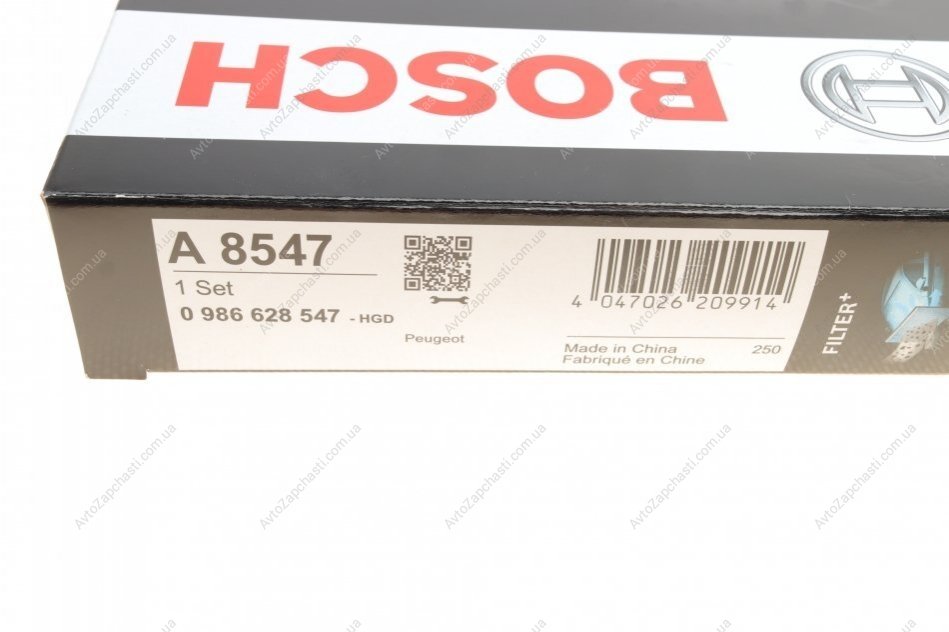 BOSCH
A 8547
1 Set
0 986 628 547 - HGD
Peugeot
4 047026 209914
Made in China 250
Fabriqué en Chine
FILTER+
AvtoZapchasti.com.ua